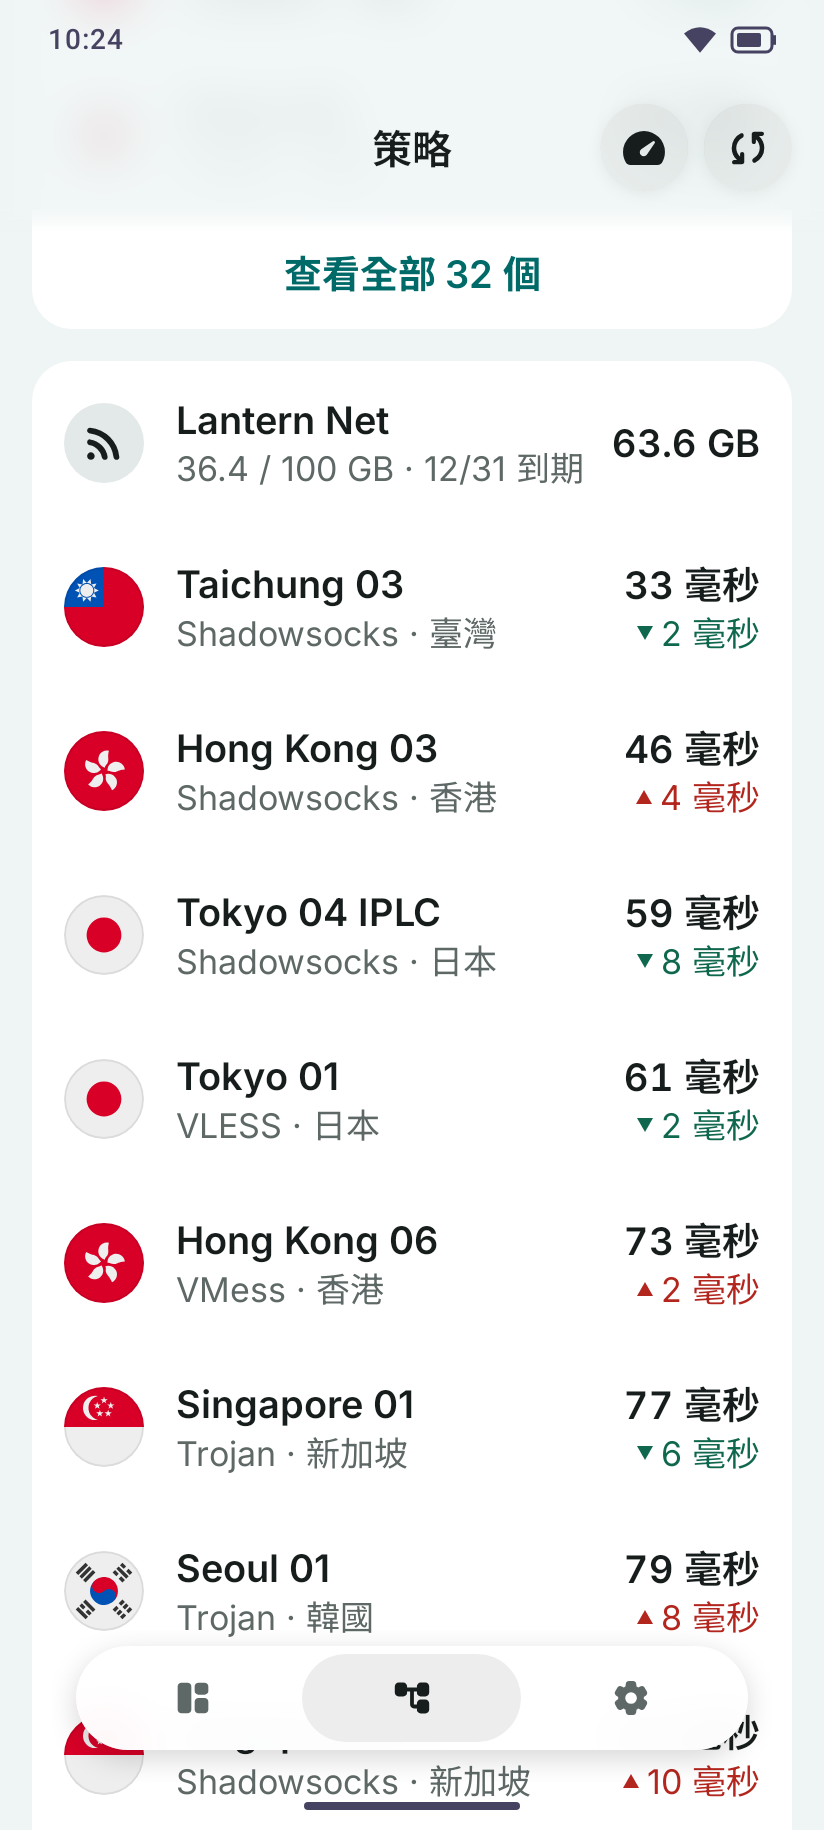 10:24
策略
查看全部 32 個
Lantern Net
36.4 / 100 GB · 12/31 到期
63.6 GB
Taichung 03
33 毫秒
Shadowsocks · 臺灣
▼2 毫秒
Hong Kong 03
46 毫秒
Shadowsocks · 香港
▲4 毫秒
Tokyo 04 IPLC
59 毫秒
Shadowsocks · 日本
▼8 毫秒
Tokyo 01
61 毫秒
VLESS · 日本
▼2 毫秒
Hong Kong 06
73 毫秒
VMess · 香港
▲2 毫秒
Singapore 01
77 毫秒
Trojan · 新加坡
▼6 毫秒
Seoul 01
79 毫秒
Trojan · 韓國
▲8 毫秒
Shadowsocks · 新加坡
▲10 毫秒